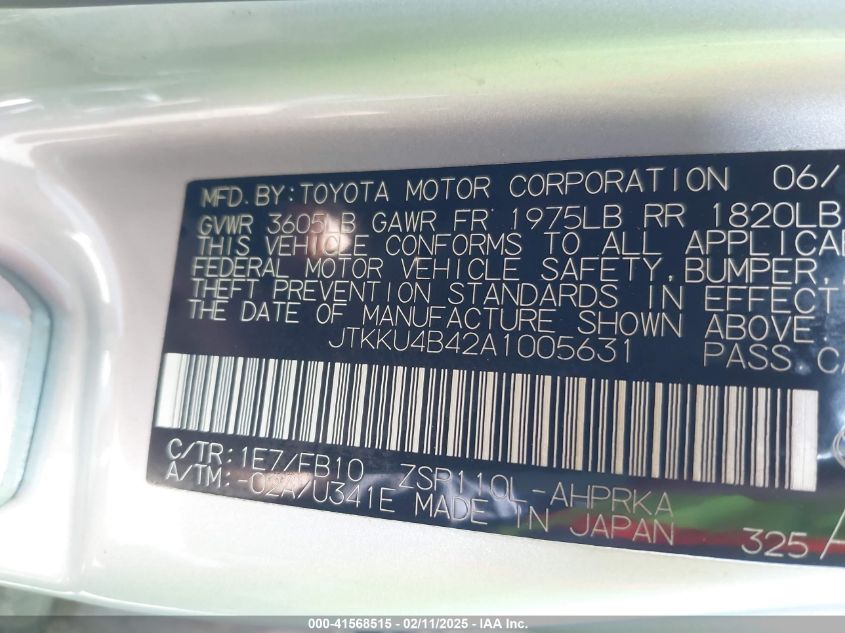 MFD. BY: TOYOTA MOTOR CORPORATION 06/
GVWR 3605LB GAWR FR 1975LB RR 1820LB
THIS VEHICLE CONFORMS TO ALL APPLICAB
FEDERAL MOTOR VEHICLE SAFETY, BUMPER,
THEFT PREVENTION STANDARDS IN EFFECT
THE DATE OF MANUFACTURE SHOWN ABOVE.
JTKKU4B42A1005631 PASS. CA
C/TR: 1E7/FB10 ZSP110L-AHPRKA
A/TM: -02A/U341E MADE IN JAPAN 325
000-41568515 - 02/11/2025 - IAA Inc.